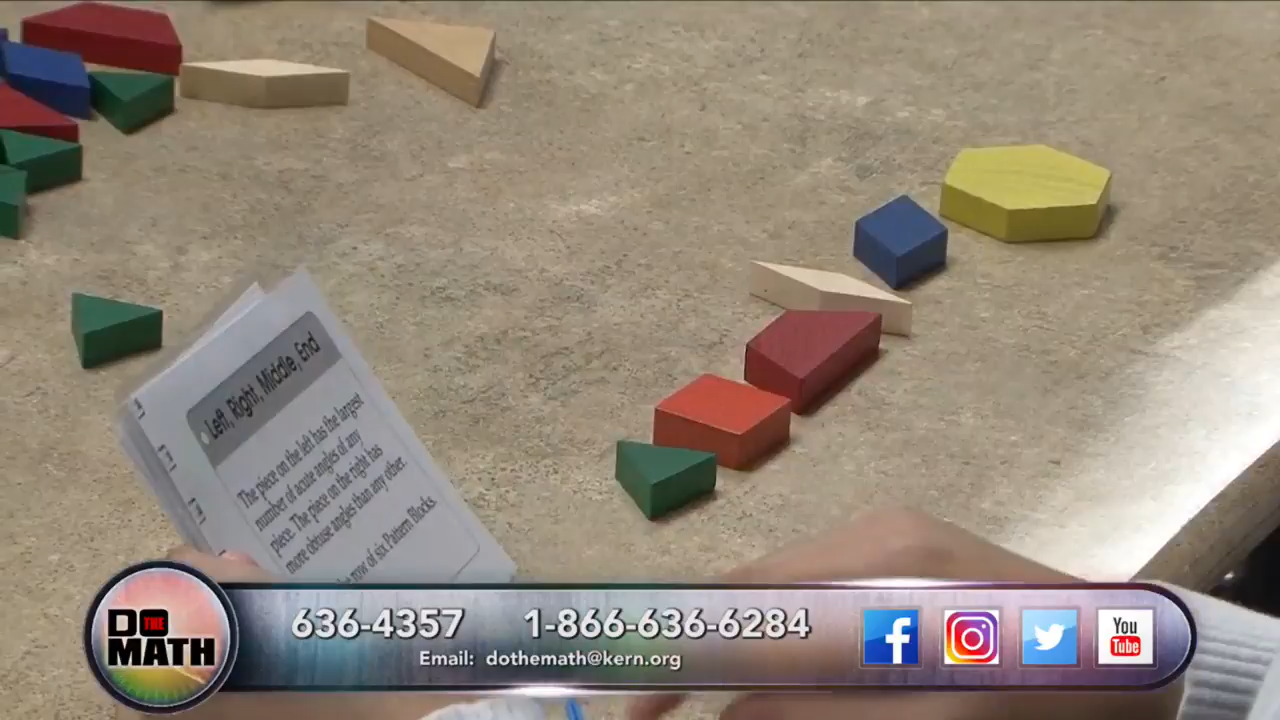 Left, Right, Middle, End
The piece on the left has the largest
number of acute angles of any
piece. The piece on the right has
more obtuse angles than any other.
row of six Pattern Blocks.
DO THE
MATH
636-4357 1-866-636-6284
Email: dothemath@kern.org
f
You
Tube